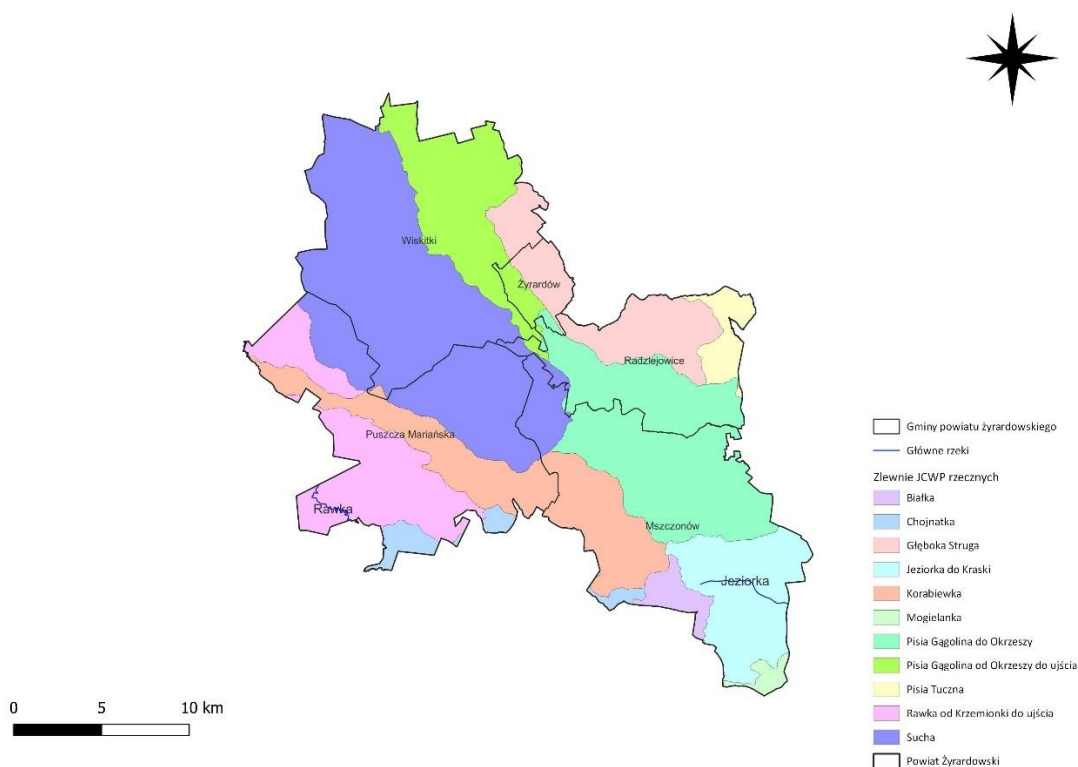 Wiskitki
Żyrardów
Radziejowice
Puszcza Mariańska
Rawka
Mszczonów
Jeziorka
0 5 10 km
Gminy powiatu żyrardowskiego
Główne rzeki
Zlewnie JCWP rzecznych
Białka
Chojnatka
Głęboka Struga
Jeziorka do Kraski
Korabiewka
Mogielanka
Pisia Gągolina do Okrzeszy
Pisia Gągolina od Okrzeszy do ujścia
Pisia Tuczna
Rawka od Krzemionki do ujścia
Sucha
Powiat Żyrardowski